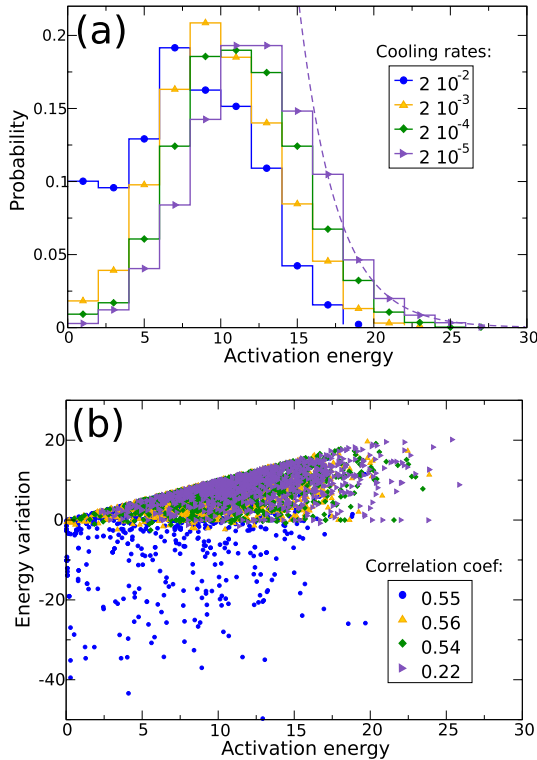 (a)
0.2
0.15
0.1
0.05
0
Probability
Cooling rates:
2 10⁻²
2 10⁻³
2 10⁻⁴
2 10⁻⁵
0 5 10 15 20 25 30
Activation energy
(b)
20
0
-20
-40
Energy variation
Correlation coef:
0.55
0.56
0.54
0.22
0 5 10 15 20 25 30
Activation energy